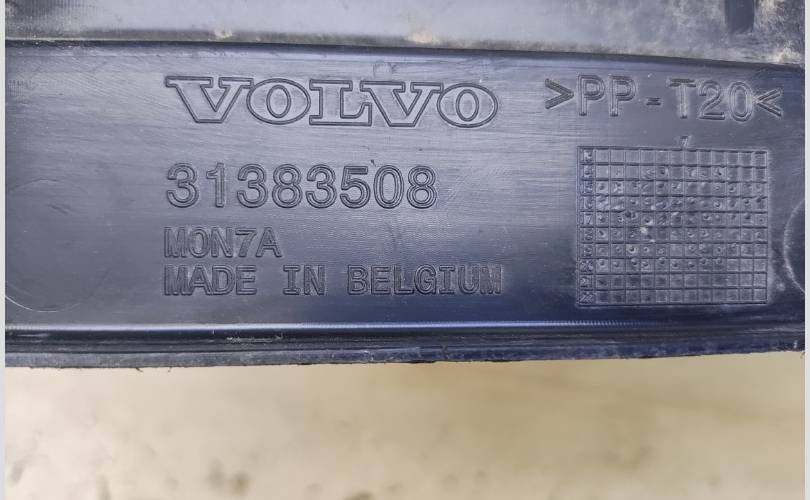 VOLVO
>PP-T20<
31383508
MON7A
MADE IN BELGIUM